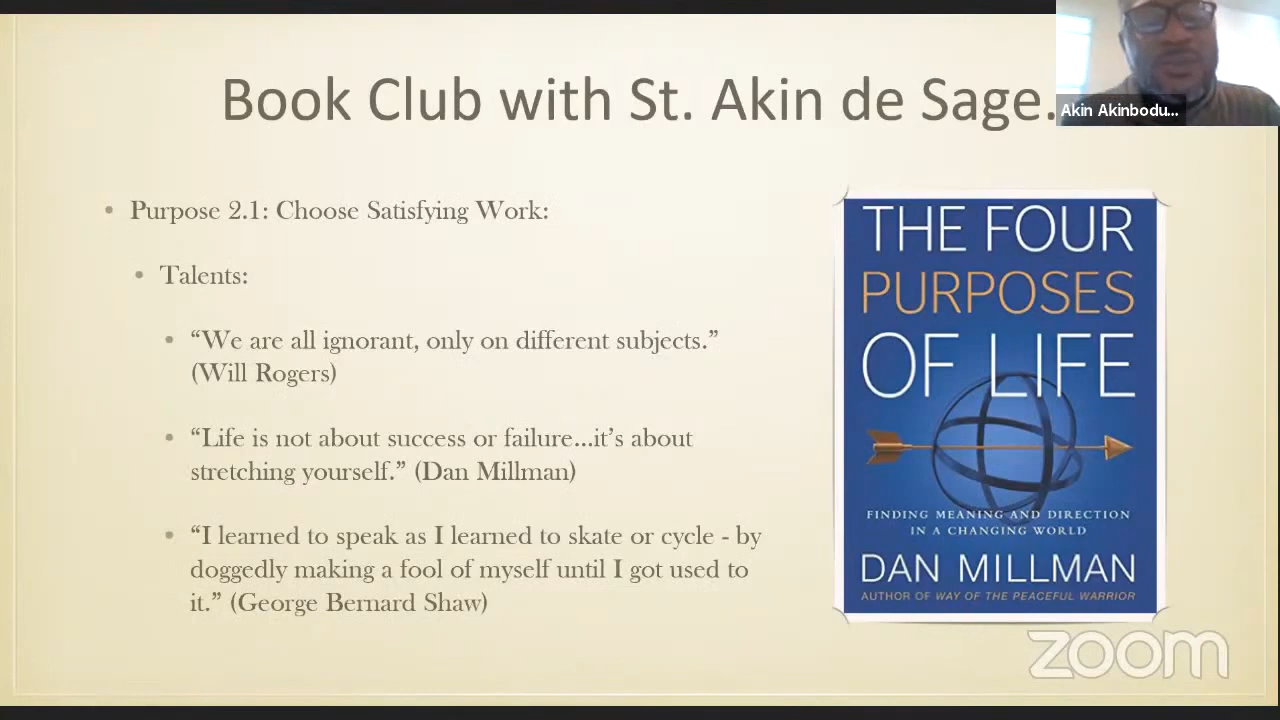 Book Club with St. Akin de Sage.
Akin Akinbodu...
• Purpose 2.1: Choose Satisfying Work:
• Talents:
• “We are all ignorant, only on different subjects.”
(Will Rogers)
• “Life is not about success or failure...it’s about
stretching yourself.” (Dan Millman)
• “I learned to speak as I learned to skate or cycle - by
doggedly making a fool of myself until I got used to
it.” (George Bernard Shaw)
THE FOUR
PURPOSES
OF LIFE
FINDING MEANING AND DIRECTION
IN A CHANGING WORLD
DAN MILLMAN
AUTHOR OF WAY OF THE PEACEFUL WARRIOR
zoom